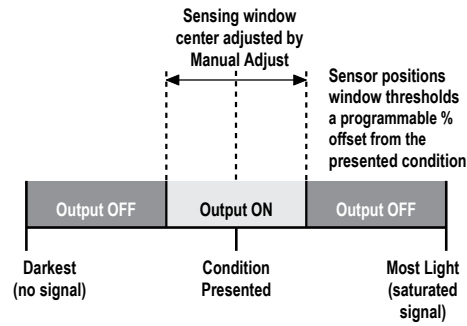 Sensing window
center adjusted by
Manual Adjust
Sensor positions
window thresholds
a programmable %
offset from the
presented condition
Output OFF
Output ON
Output OFF
Darkest
(no signal)
Condition
Presented
Most Light
(saturated
signal)